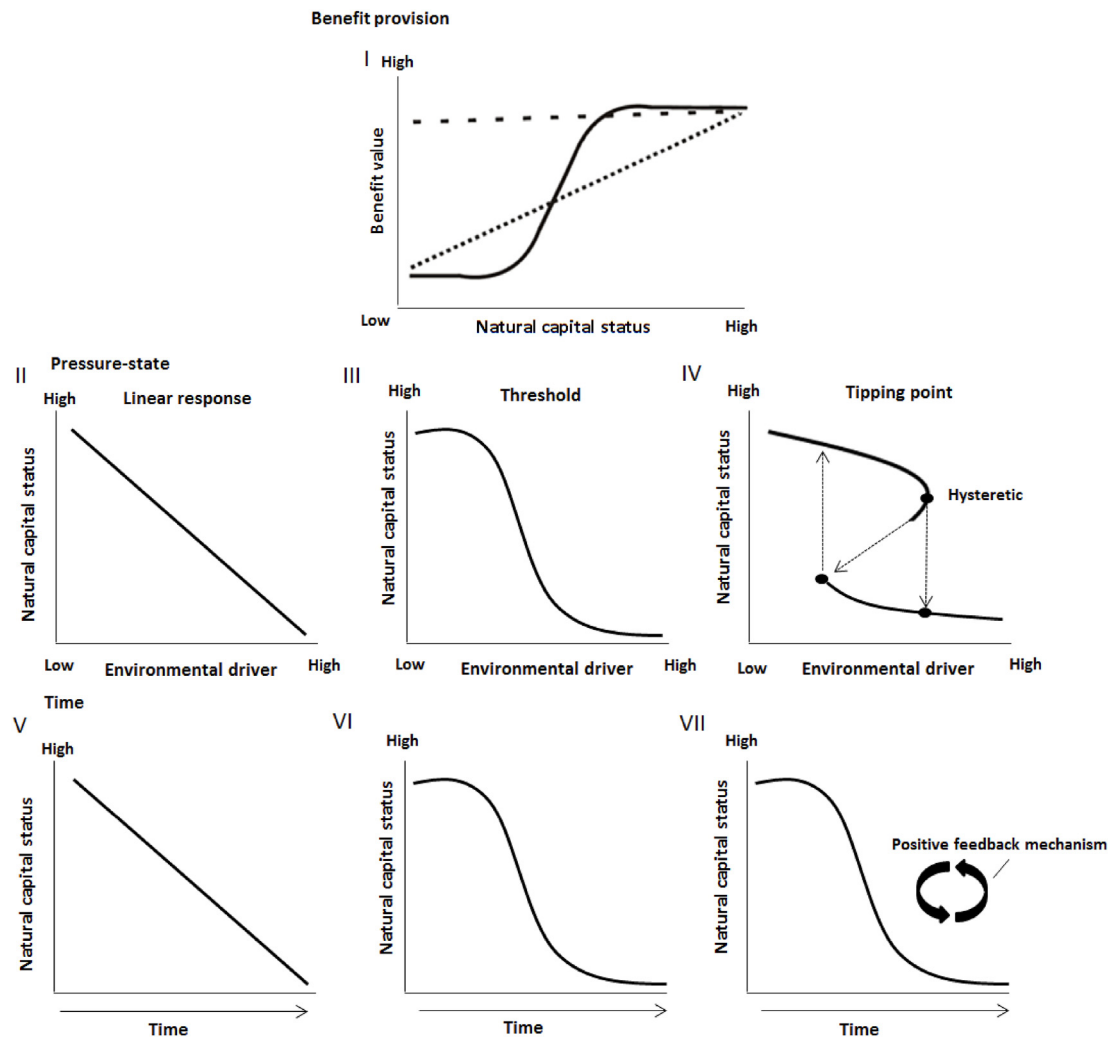 Benefit provision
I
High
Benefit value
Low
Natural capital status
High
Pressure-state
II
High
Linear response
Natural capital status
Low
Environmental driver
High
III
High
Threshold
Natural capital status
Low
Environmental driver
High
IV
High
Tipping point
Natural capital status
Hysteretic
Low
Environmental driver
High
Time
V
High
Natural capital status
Time
VI
High
Natural capital status
Time
VII
High
Natural capital status
Positive feedback mechanism
Time